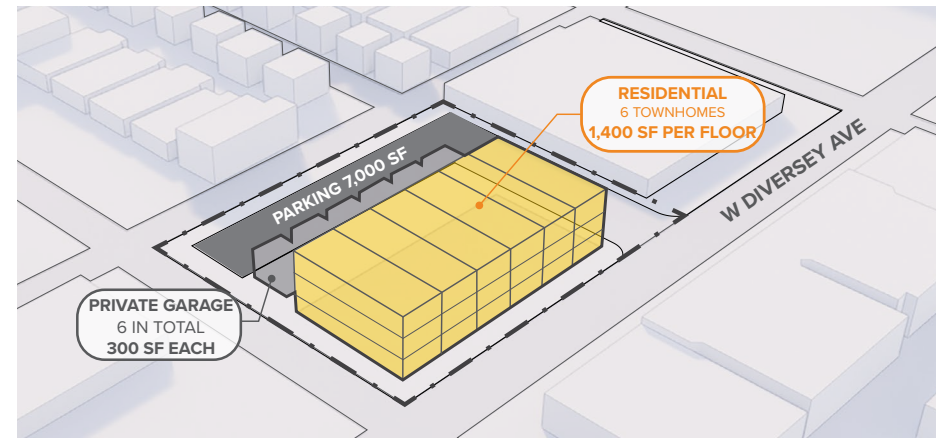 RESIDENTIAL
6 TOWNHOMES
1,400 SF PER FLOOR
W DIVERSEY AVE
PARKING 7,000 SF
PRIVATE GARAGE
6 IN TOTAL
300 SF EACH